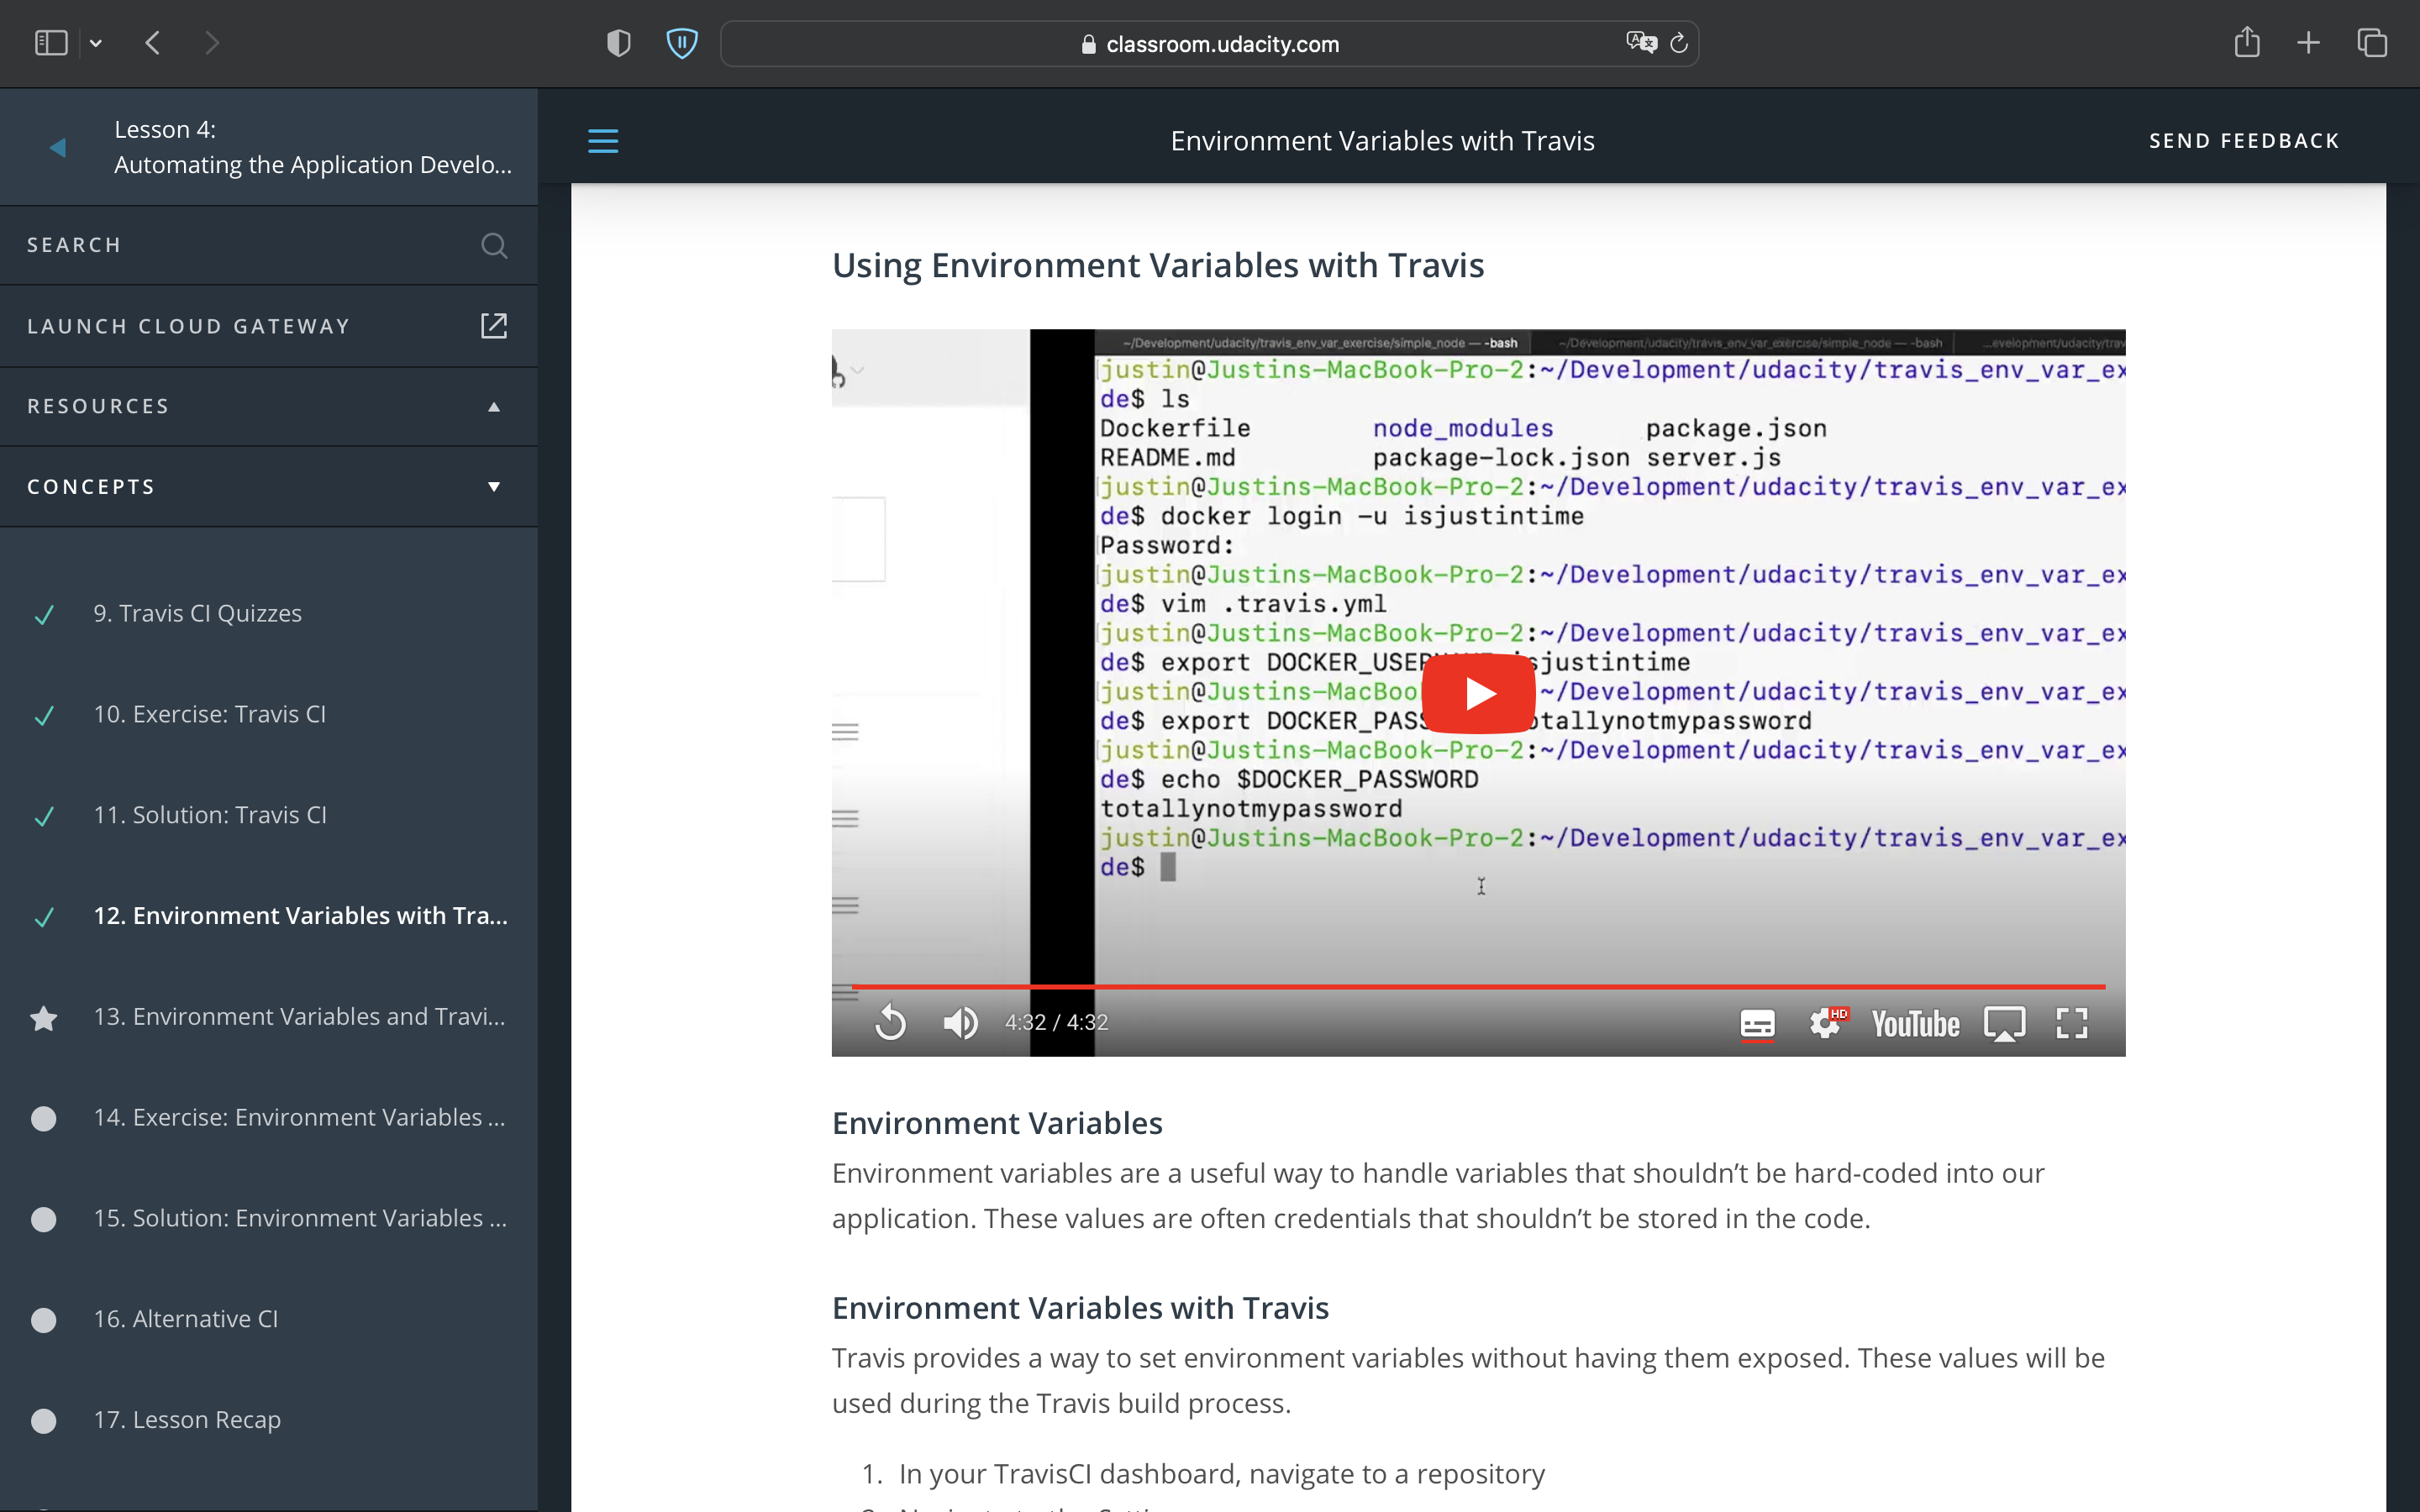 classroom.udacity.com
Lesson 4:
Automating the Application Develo...
SEARCH
LAUNCH CLOUD GATEWAY
RESOURCES
CONCEPTS
9. Travis CI Quizzes
10. Exercise: Travis CI
11. Solution: Travis CI
12. Environment Variables with Tra...
13. Environment Variables and Travi...
14. Exercise: Environment Variables ...
15. Solution: Environment Variables ...
16. Alternative CI
17. Lesson Recap
Environment Variables with Travis
SEND FEEDBACK
Using Environment Variables with Travis
~/Development/udacity/travis_env_var_exercise/simple_node — -bash
~/Development/udacity/travis_env_var_exercise/simple_node — -bash
...evelopment/udacity/trav
justin@Justins-MacBook-Pro-2:~/Development/udacity/travis_env_var_ex
de$ ls
Dockerfile node_modules package.json
README.md package-lock.json server.js
justin@Justins-MacBook-Pro-2:~/Development/udacity/travis_env_var_ex
de$ docker login -u isjustintime
Password:
justin@Justins-MacBook-Pro-2:~/Development/udacity/travis_env_var_ex
de$ vim .travis.yml
justin@Justins-MacBook-Pro-2:~/Development/udacity/travis_env_var_ex
de$ export DOCKER_USER sjustintime
justin@Justins-MacBoo ~/Development/udacity/travis_env_var_ex
de$ export DOCKER_PASS otallynotmypassword
justin@Justins-MacBook-Pro-2:~/Development/udacity/travis_env_var_ex
de$ echo $DOCKER_PASSWORD
totallynotmypassword
justin@Justins-MacBook-Pro-2:~/Development/udacity/travis_env_var_ex
de$
4:32 / 4:32
HD
YouTube
Environment Variables
Environment variables are a useful way to handle variables that shouldn't be hard-coded into our
application. These values are often credentials that shouldn't be stored in the code.
Environment Variables with Travis
Travis provides a way to set environment variables without having them exposed. These values will be
used during the Travis build process.
1. In your TravisCI dashboard, navigate to a repository